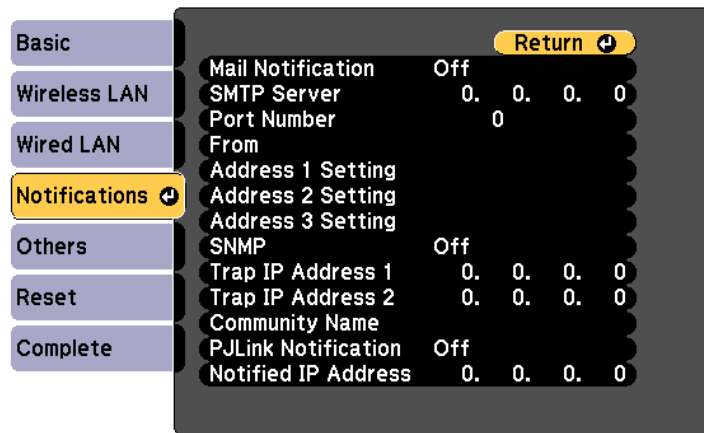 Basic
Wireless LAN
Wired LAN
Notifications
Others
Reset
Complete
Return
Mail Notification Off
SMTP Server 0. 0. 0. 0
Port Number 0
From
Address 1 Setting
Address 2 Setting
Address 3 Setting
SNMP Off
Trap IP Address 1 0. 0. 0. 0
Trap IP Address 2 0. 0. 0. 0
Community Name
PJLink Notification Off
Notified IP Address 0. 0. 0. 0